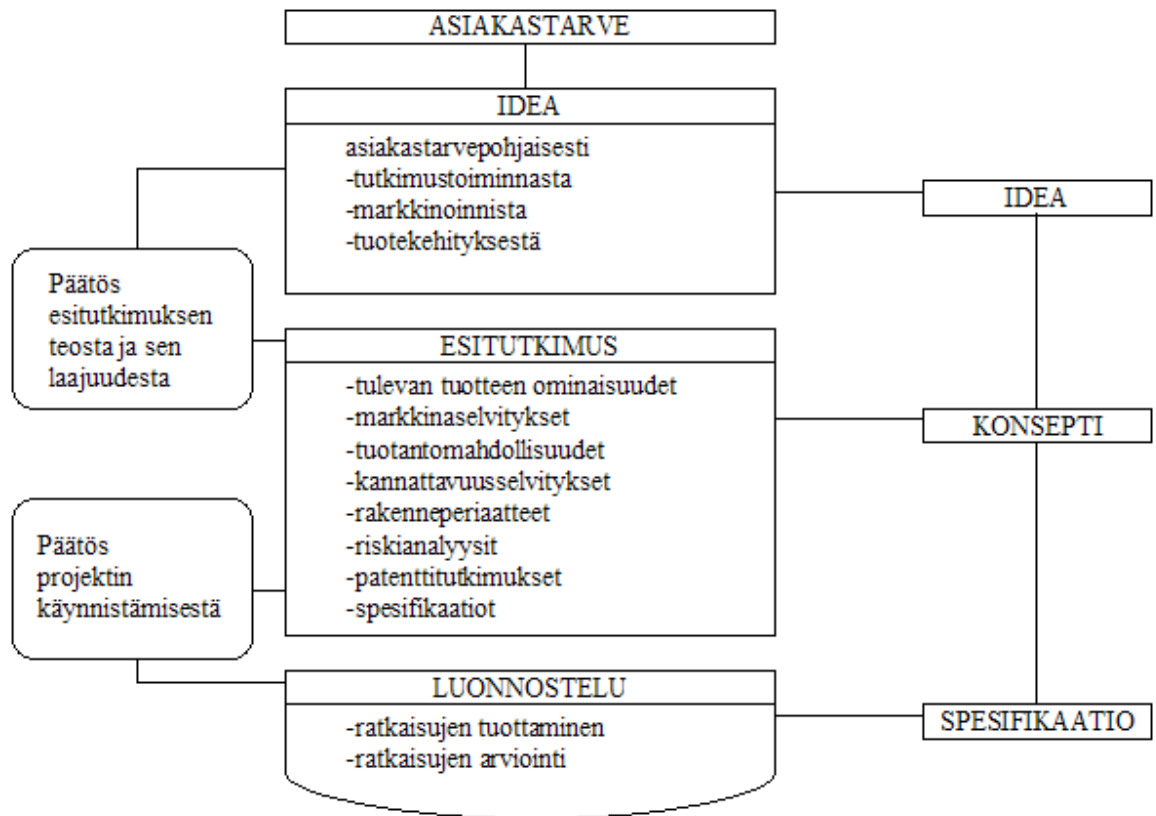 ASIAKASTARVE
IDEA
asiakastarvepohjaisesti
-tutkimustoiminnasta
-markkinoinnista
-tuotekehityksestä
IDEA
Päätös
esitutkimuksen
teosta ja sen
laajuudesta
ESITUTKIMUS
-tulevan tuotteen ominaisuudet
-markkinaselvitykset
-tuotantomahdollisuudet
-kannattavuusselvitykset
-rakenneperiaatteet
-riskianalyysit
-patenttitutkimukset
-spesifikaatiot
KONSEPTI
Päätös
projektin
käynnistämisestä
LUONNOSTELU
-ratkaisujen tuottaminen
-ratkaisujen arviointi
SPESIFIKAATIO